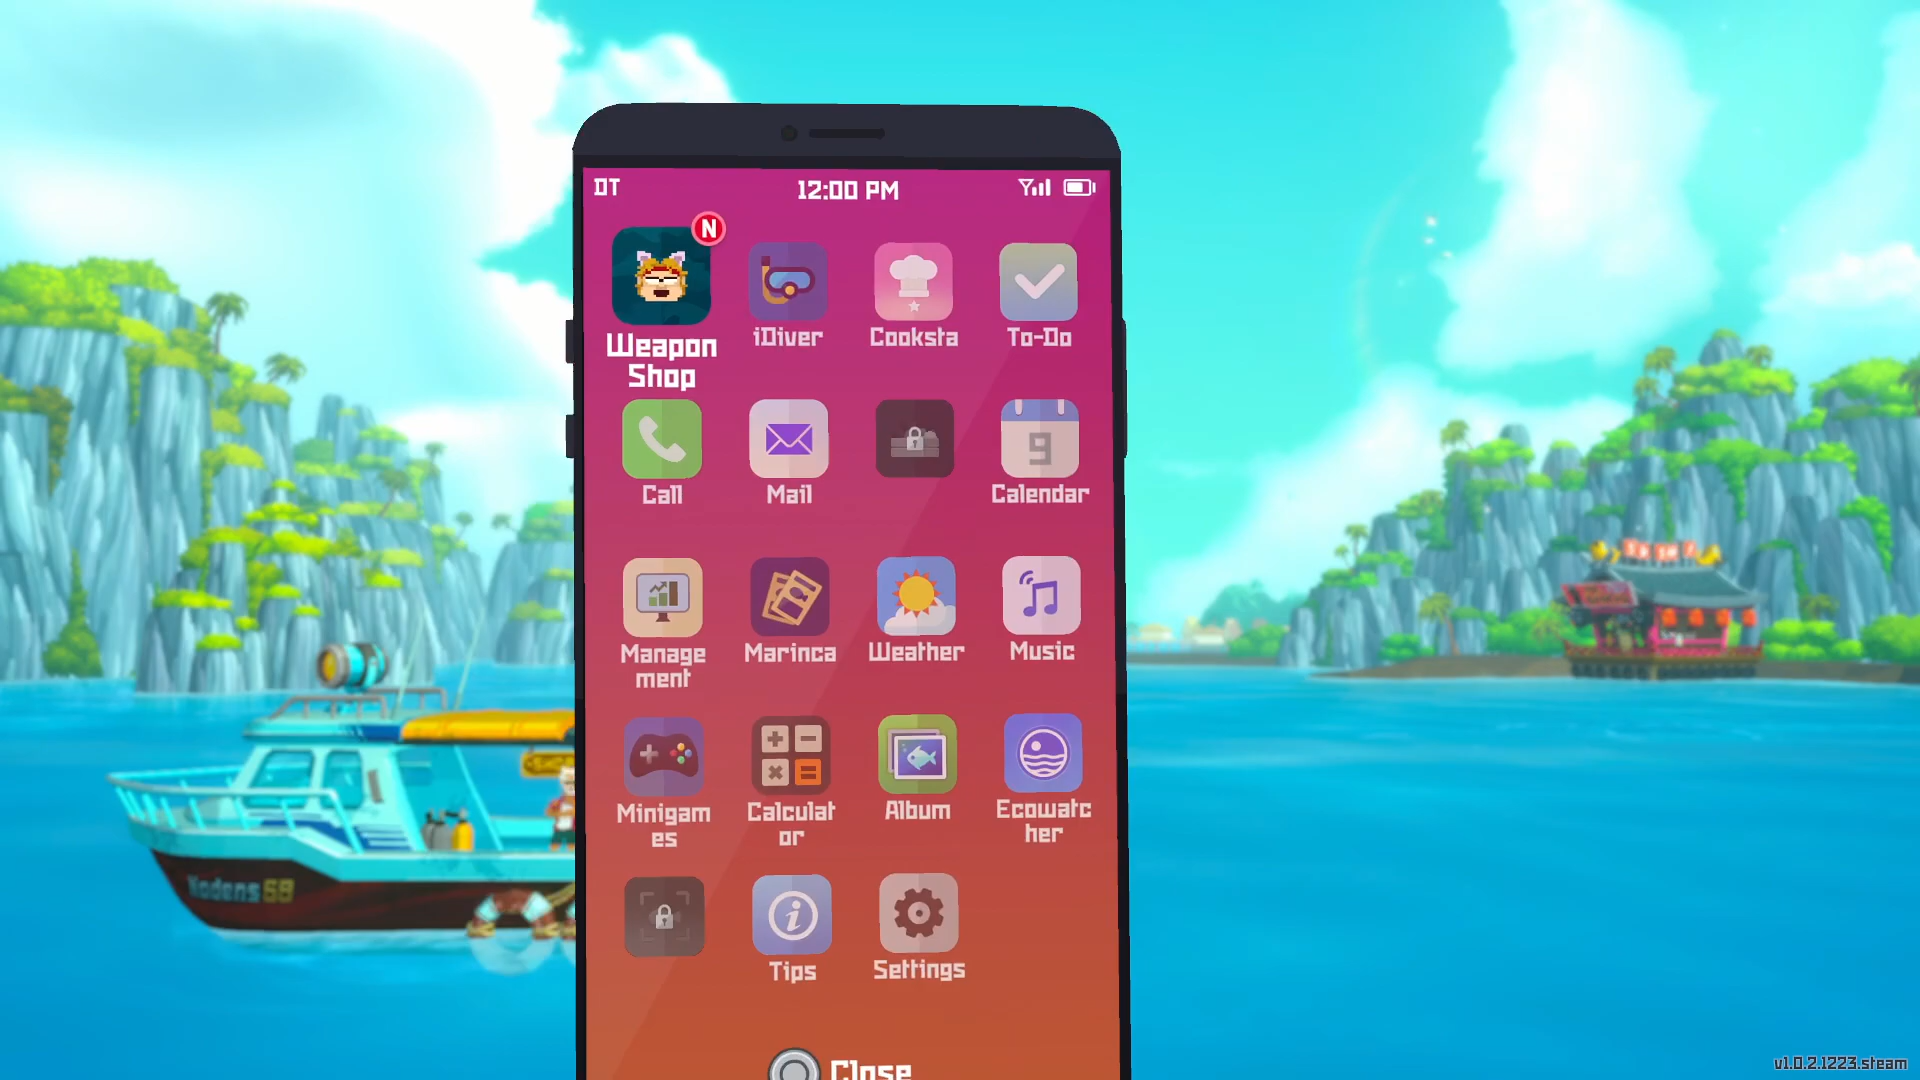 DT
12:00 PM
N
Weapon
Shop
iDiver
Cooksta
To-Do
Call
Mail
9
Calendar
Manage
ment
Marinca
Weather
Music
Minigam
es
Calculat
or
Album
Ecowatc
her
Tips
Settings
Close
v1.0.2.1223.steam